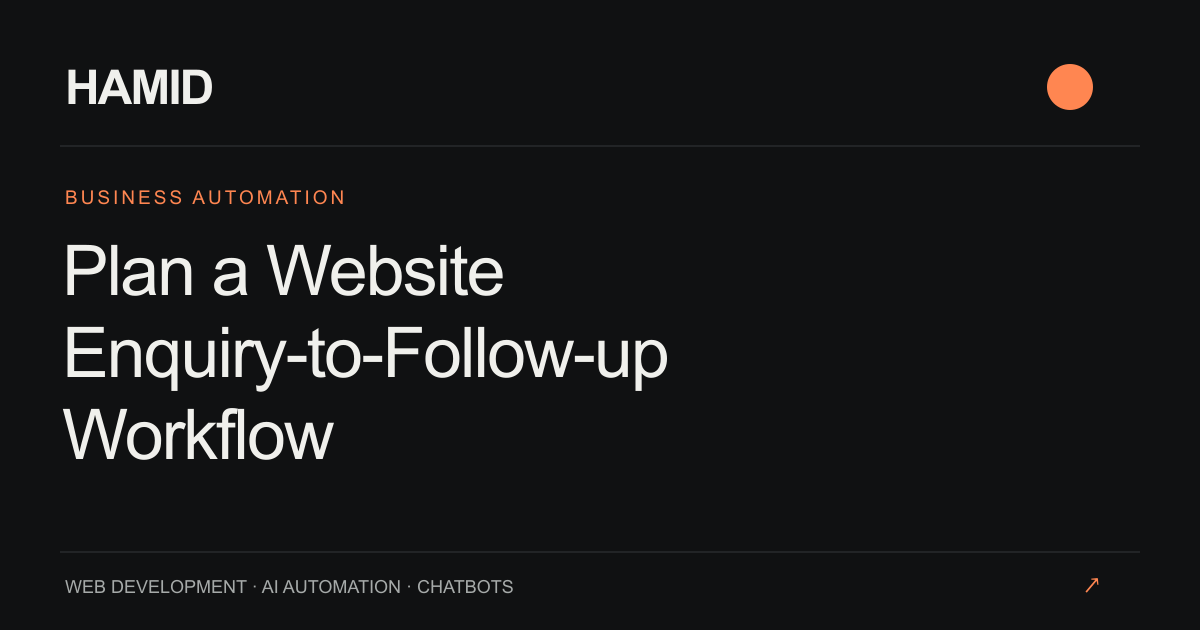 HAMID
BUSINESS AUTOMATION
Plan a Website
Enquiry-to-Follow-up
Workflow
WEB DEVELOPMENT · AI AUTOMATION · CHATBOTS
↗